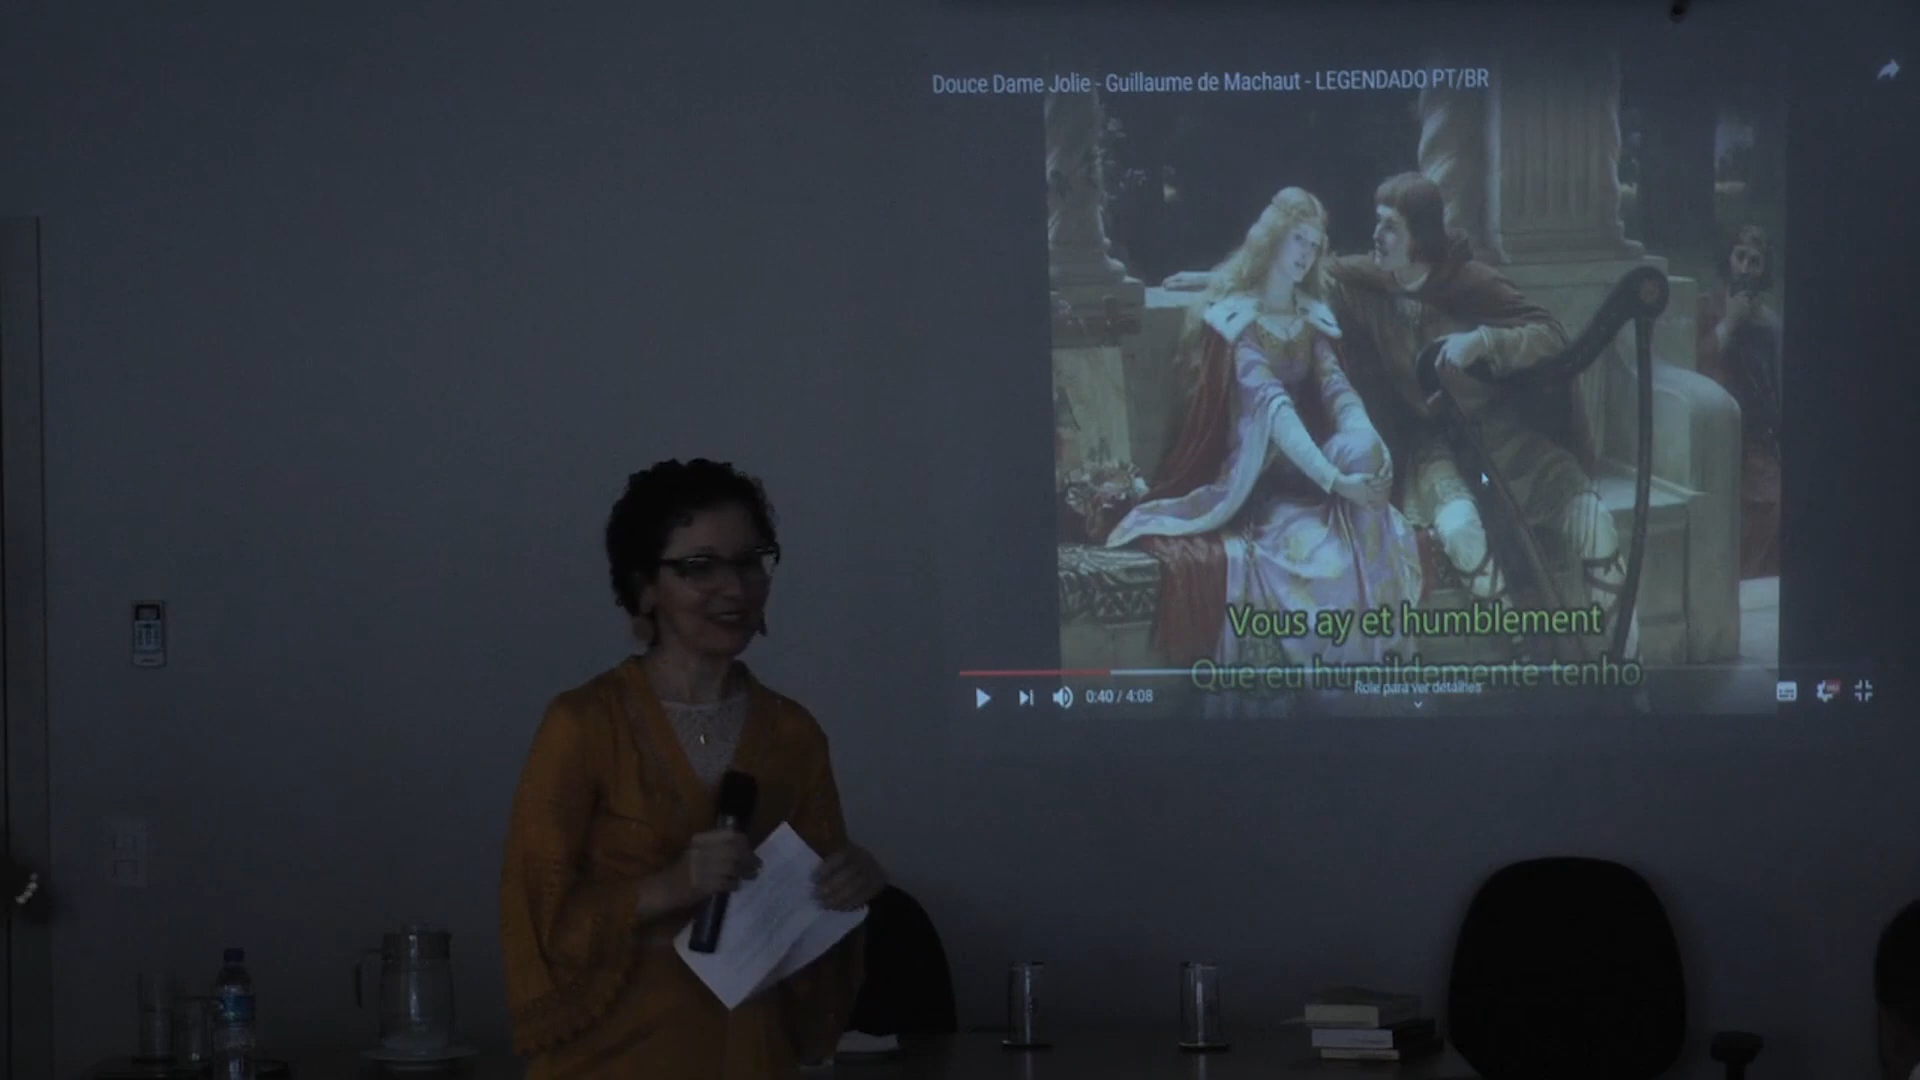 Douce Dame Jolie - Guillaume de Machaut - LEGENDADO PT/BR
Vous ay et humblement
Que eu humildemente tenho
Role para ver detalhes
0:40 / 4:08